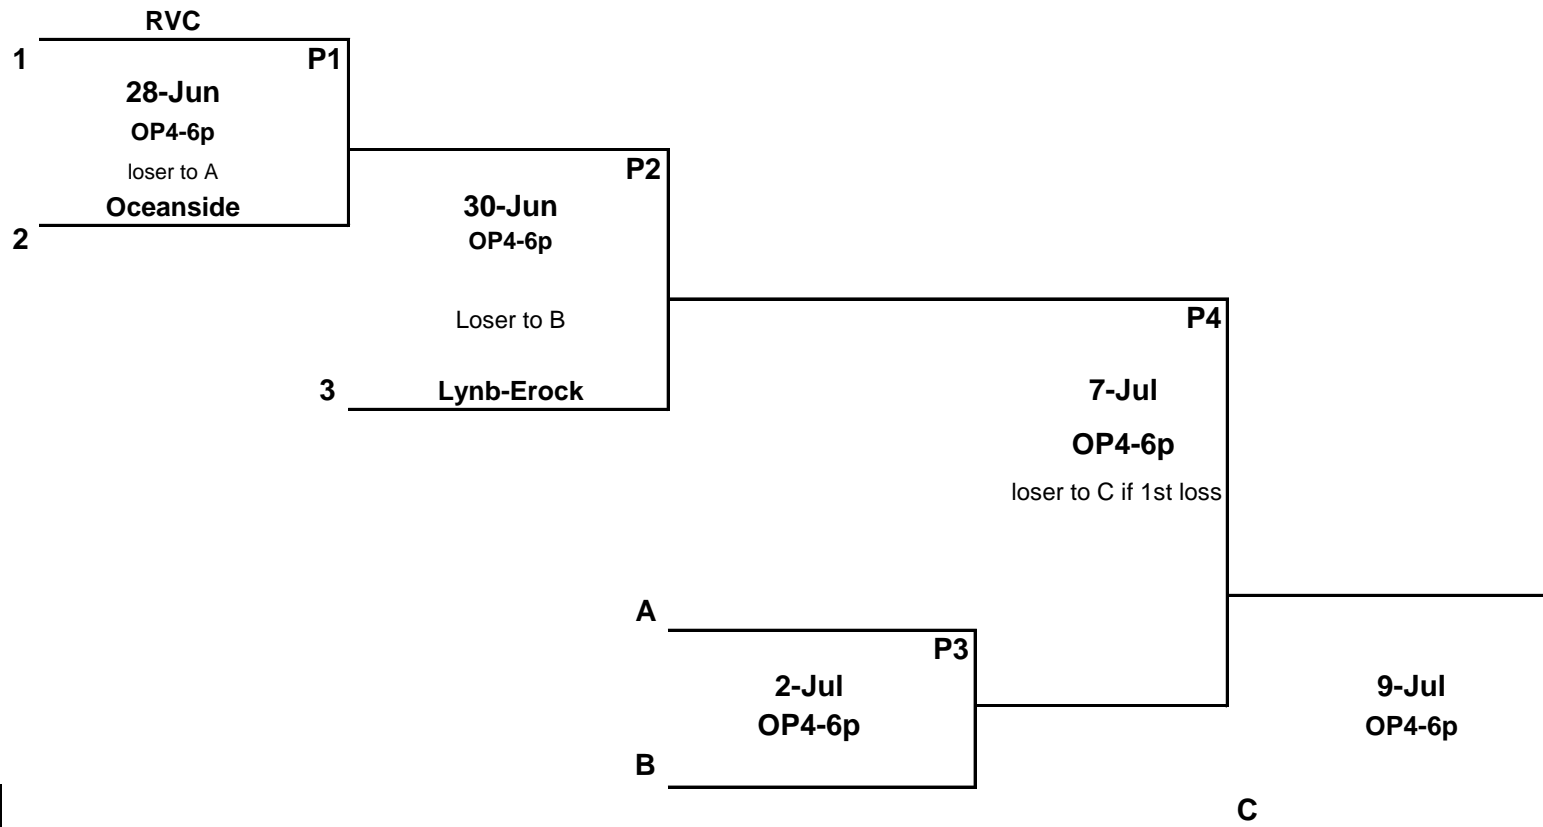 RVC
1
P1
28-Jun
OP4-6p
loser to A
Oceanside
2
P2
30-Jun
OP4-6p
Loser to B
3
Lynb-Erock
P4
7-Jul
OP4-6p
loser to C if 1st loss
A
P3
2-Jul
OP4-6p
B
9-Jul
OP4-6p
C